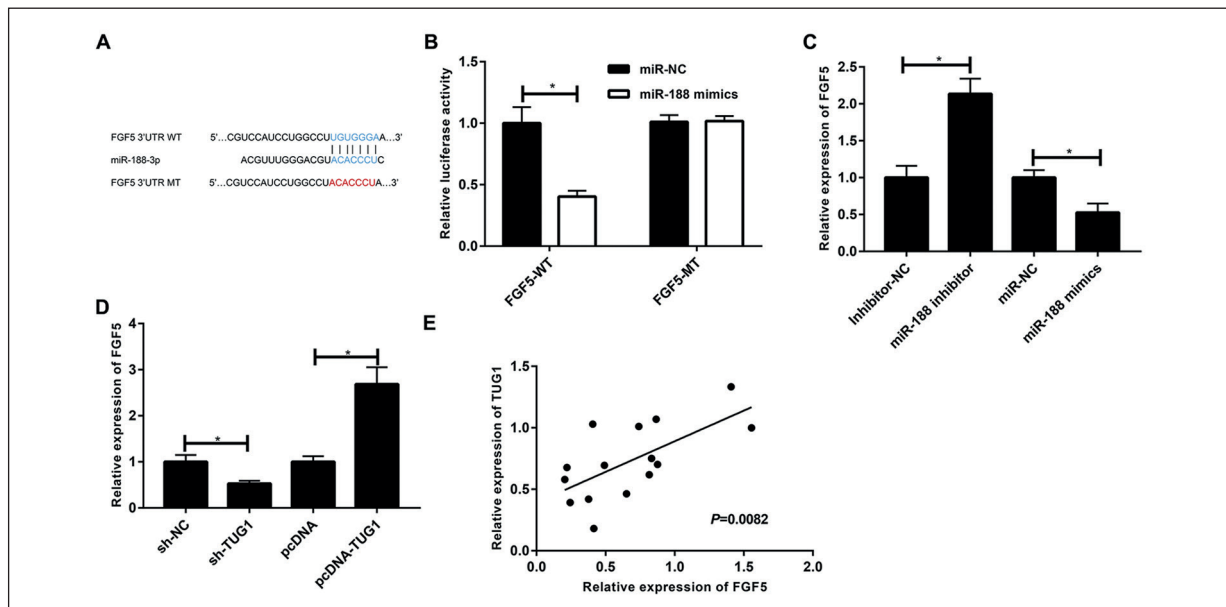 A
FGF5 3'UTR WT 5'...CGUCCAUCCUGGCCUUGUGGGAA...3'
miR-188-3p ACGUUUGGGACGUACACCCUC
FGF5 3'UTR MT 5'...CGUCCAUCCUGGCCUACACCCUA...3'
B
Relative luciferase activity
1.5
1.0
0.5
0.0
*
miR-NC
miR-188 mimics
FGF5-WT
FGF5-MT
C
Relative expression of FGF5
2.5
2.0
1.5
1.0
0.5
0.0
*
*
Inhibitor-NC
miR-188 inhibitor
miR-NC
miR-188 mimics
D
Relative expression of FGF5
4
3
2
1
0
*
*
sh-NC
sh-TUG1
pcDNA
pcDNA-TUG1
E
Relative expression of TUG1
1.5
1.0
0.5
0.0
P=0.0082
0.0 0.5 1.0 1.5 2.0
Relative expression of FGF5